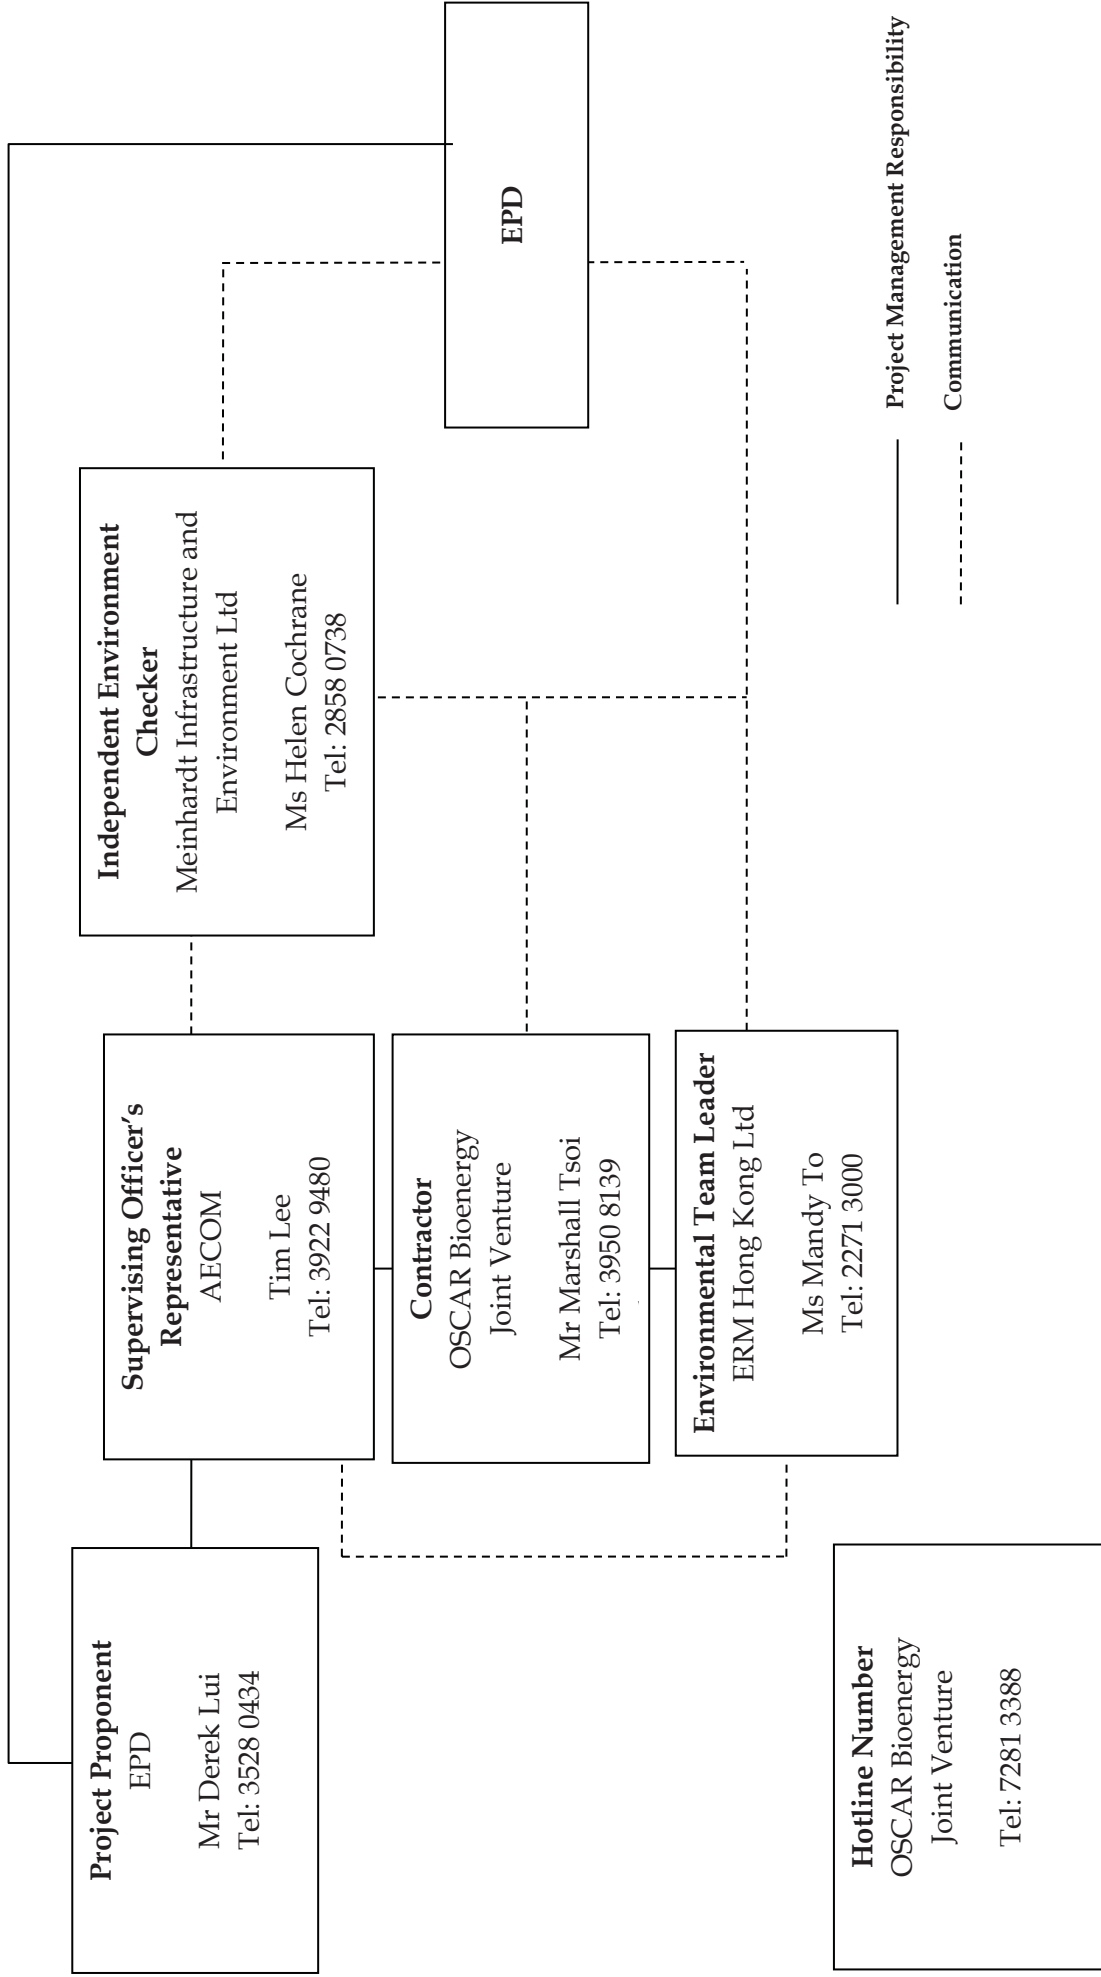 Project Proponent
EPD
Mr Derek Lui
Tel: 3528 0434
Supervising Officer's
Representative
AECOM
Tim Lee
Tel: 3922 9480
Independent Environment
Checker
Meinhardt Infrastructure and
Environment Ltd
Ms Helen Cochrane
Tel: 2858 0738
Contractor
OSCAR Bioenergy
Joint Venture
Mr Marshall Tsoi
Tel: 3950 8139
EPD
Environmental Team Leader
ERM Hong Kong Ltd
Ms Mandy To
Tel: 2271 3000
Hotline Number
OSCAR Bioenergy
Joint Venture
Tel: 7281 3388
Project Management Responsibility
Communication